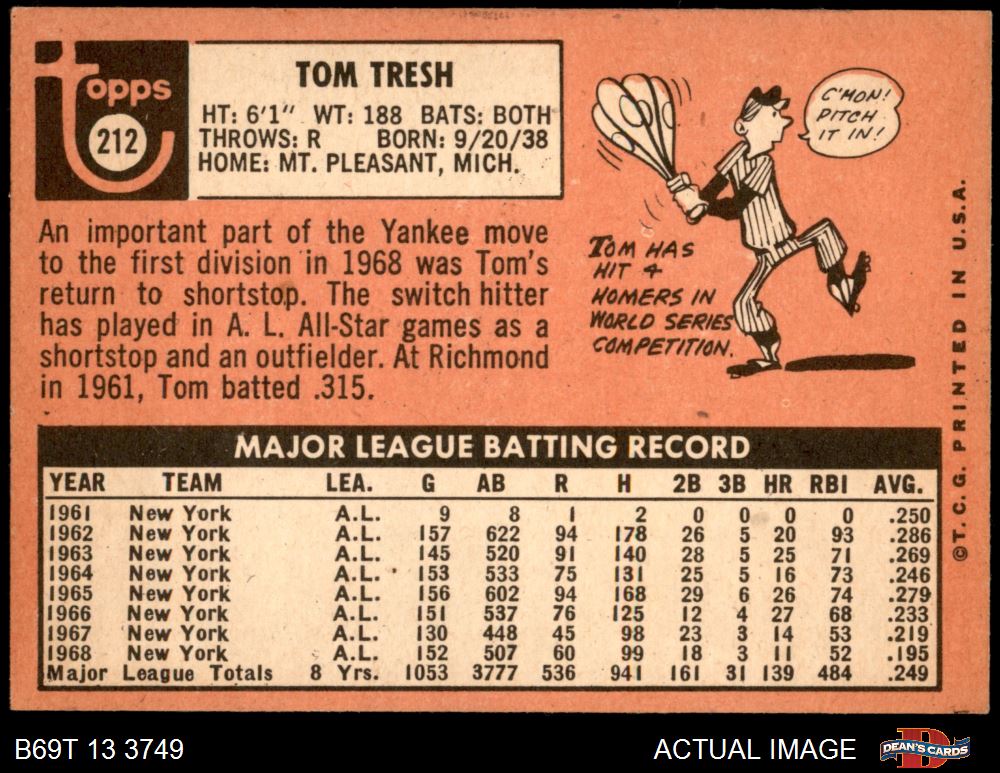 Topps
212
TOM TRESH
HT: 6'1" WT: 188 BATS: BOTH
THROWS: R BORN: 9/20/38
HOME: MT. PLEASANT, MICH.
C'MON!
PITCH
IT IN!
An important part of the Yankee move
to the first division in 1968 was Tom's
return to shortstop. The switch hitter
has played in A. L. All-Star games as a
shortstop and an outfielder. At Richmond
in 1961, Tom batted .315.
TOM HAS
HIT 4
HOMERS IN
WORLD SERIES
COMPETITION.
©T. C. G. PRINTED IN U.S.A.
MAJOR LEAGUE BATTING RECORD
YEAR TEAM LEA. G AB R H 2B 3B HR RBI AVG.
1961 New York A.L. 9 8 1 2 0 0 0 0 .250
1962 New York A.L. 157 622 94 178 26 5 20 93 .286
1963 New York A.L. 145 520 91 140 28 5 25 71 .269
1964 New York A.L. 153 533 75 131 25 5 16 73 .246
1965 New York A.L. 156 602 94 168 29 6 26 74 .279
1966 New York A.L. 151 537 76 125 12 4 27 68 .233
1967 New York A.L. 130 448 45 98 23 3 14 53 .219
1968 New York A.L. 152 507 60 99 18 3 11 52 .195
Major League Totals 8 Yrs. 1053 3777 536 941 161 31 139 484 .249
B69T 13 3749
ACTUAL IMAGE
DEAN'S CARDS